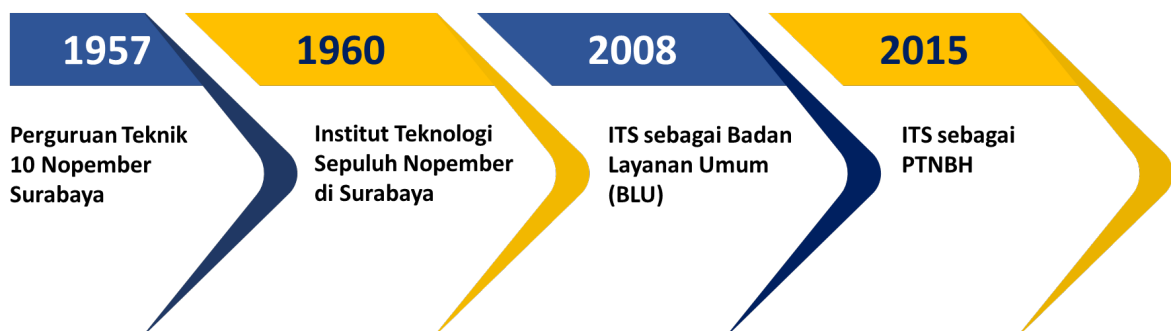 1957
Perguruan Teknik
10 Nopember
Surabaya
1960
Institut Teknologi
Sepuluh Nopember
di Surabaya
2008
ITS sebagai Badan
Layanan Umum
(BLU)
2015
ITS sebagai
PTNBH